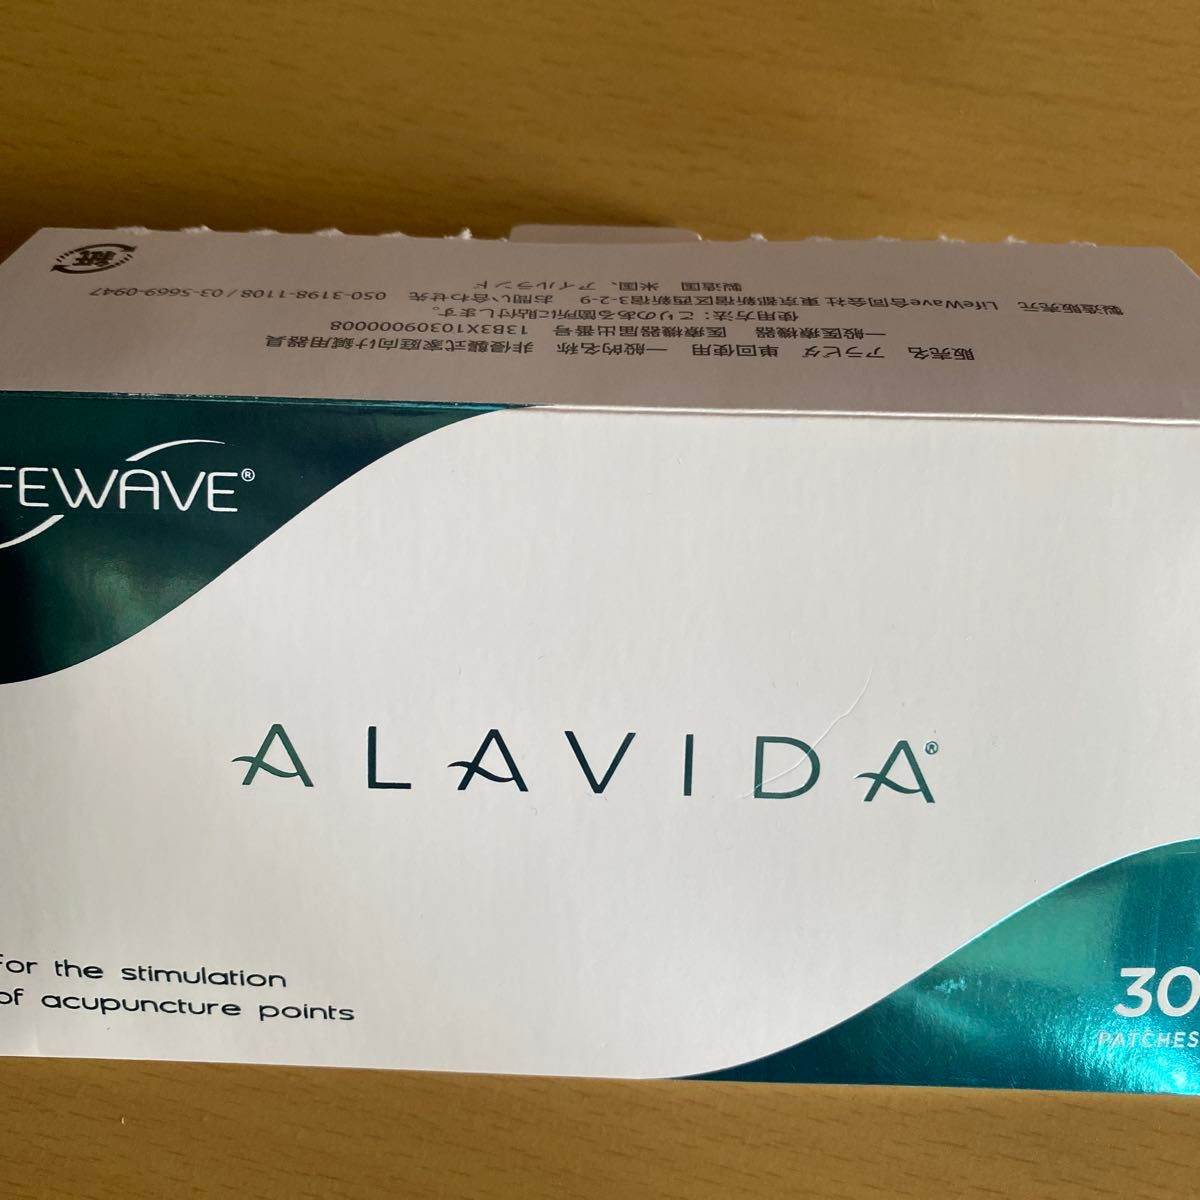 販売名 アラビダ 単回使用 一般的名称 非侵襲式家庭向け鍼用器具
一般医療機器 医療機器届出番号 13B3X10309000008
使用方法：こりのある箇所に貼付します。
製造販売元 LifeWave合同会社 東京都新宿区西新宿3-2-9 お問い合わせ先 050-3198-1108 / 03-5669-0947
製造国 米国、アイルランド
紙
FEWAVE®
ALAVIDA®
for the stimulation
of acupuncture points
30
PATCHES